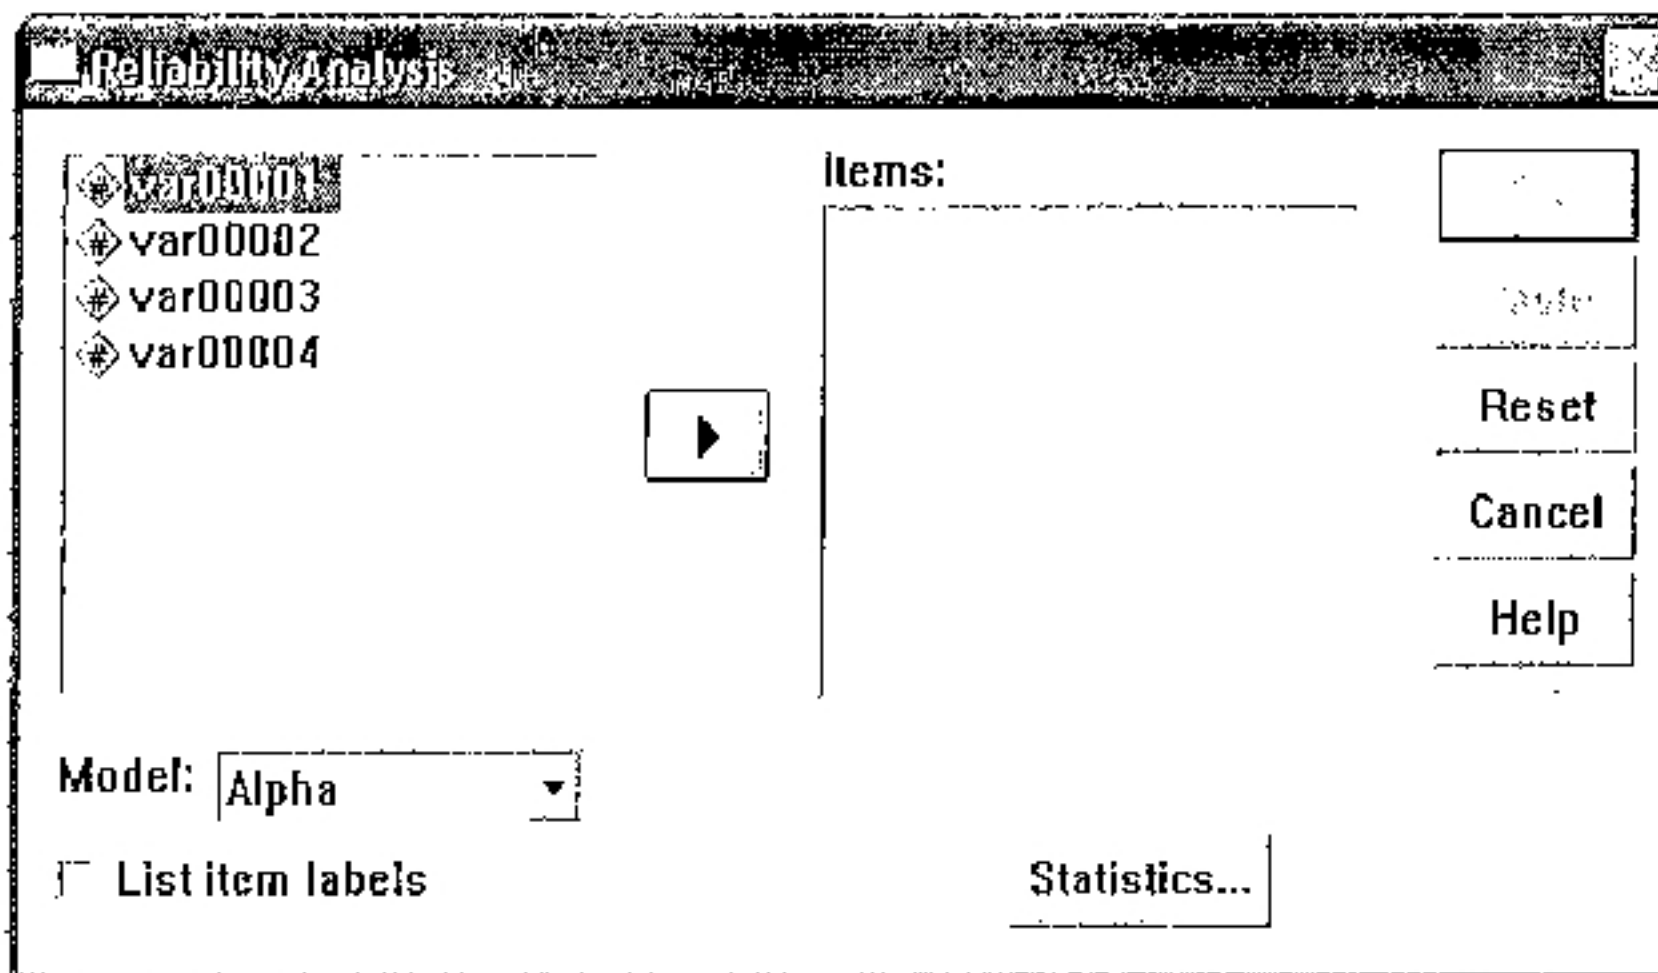 Reliability Analysis
var00001
var00002
var00003
var00004
Items:
Reset
Cancel
Help
Model: Alpha
List item labels
Statistics...